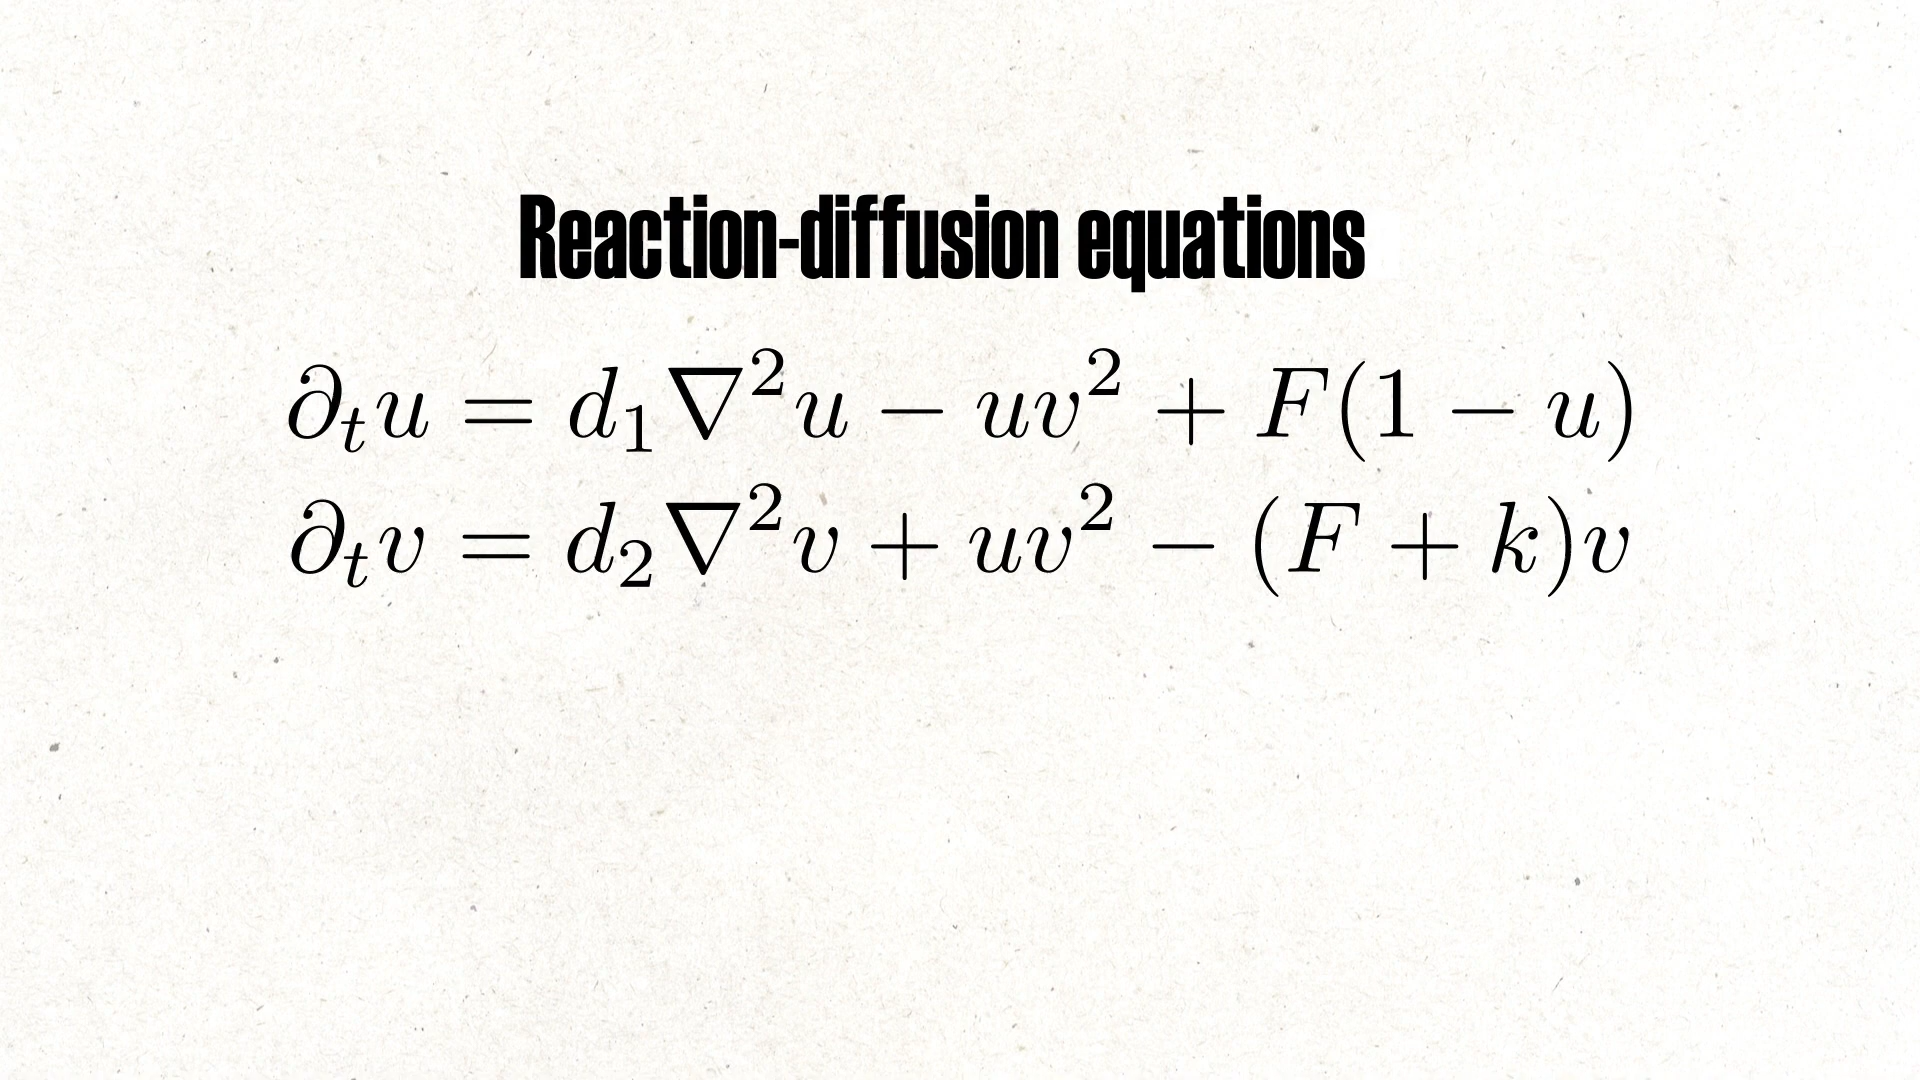 Reaction-diffusion equations
∂ₜu = d₁∇²u − uv² + F(1 − u)
∂ₜv = d₂∇²v + uv² − (F + k)v